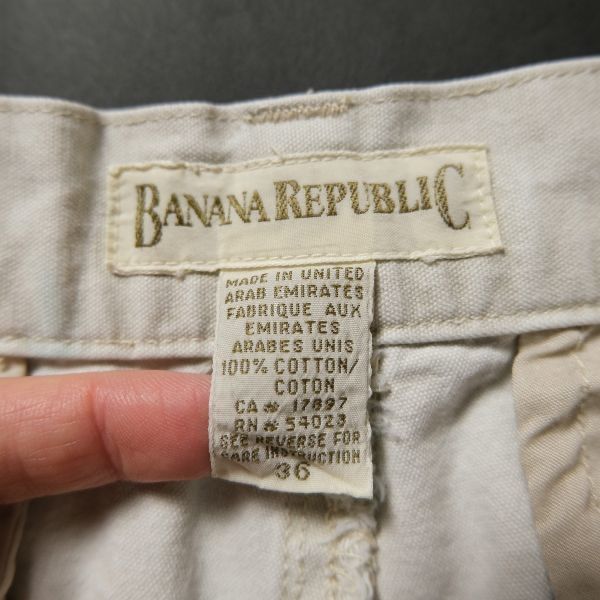 BANANA REPUBLIC
MADE IN UNITED
ARAB EMIRATES
FABRIQUE AUX
EMIRATES
ARABES UNIS
100% COTTON/
COTON
CA # 17897
RN # 54023
SEE REVERSE FOR
CARE INSTRUCTION
36